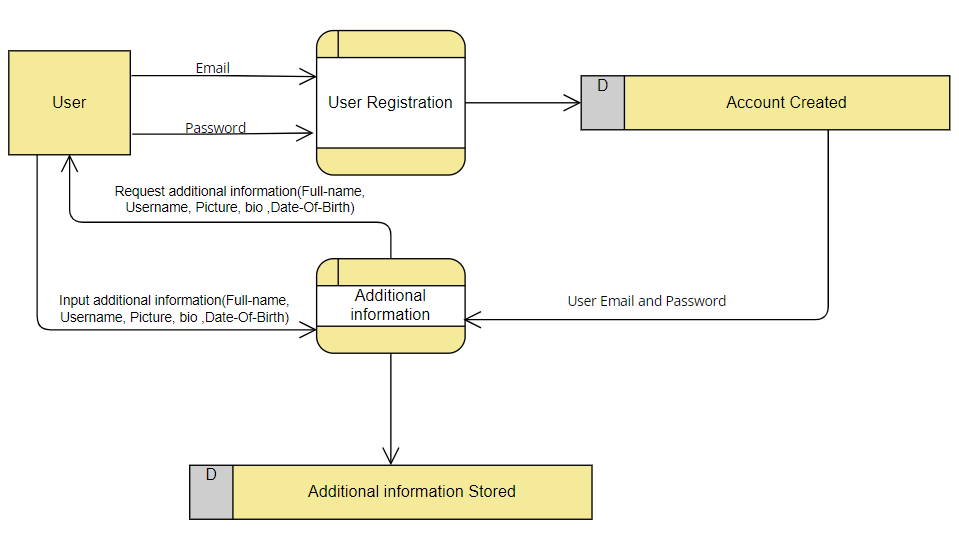 Email
User
User Registration
D
Account Created
Password
Request additional information(Full-name,
Username, Picture, bio ,Date-Of-Birth)
Input additional information(Full-name,
Username, Picture, bio ,Date-Of-Birth)
Additional
information
User Email and Password
D
Additional information Stored